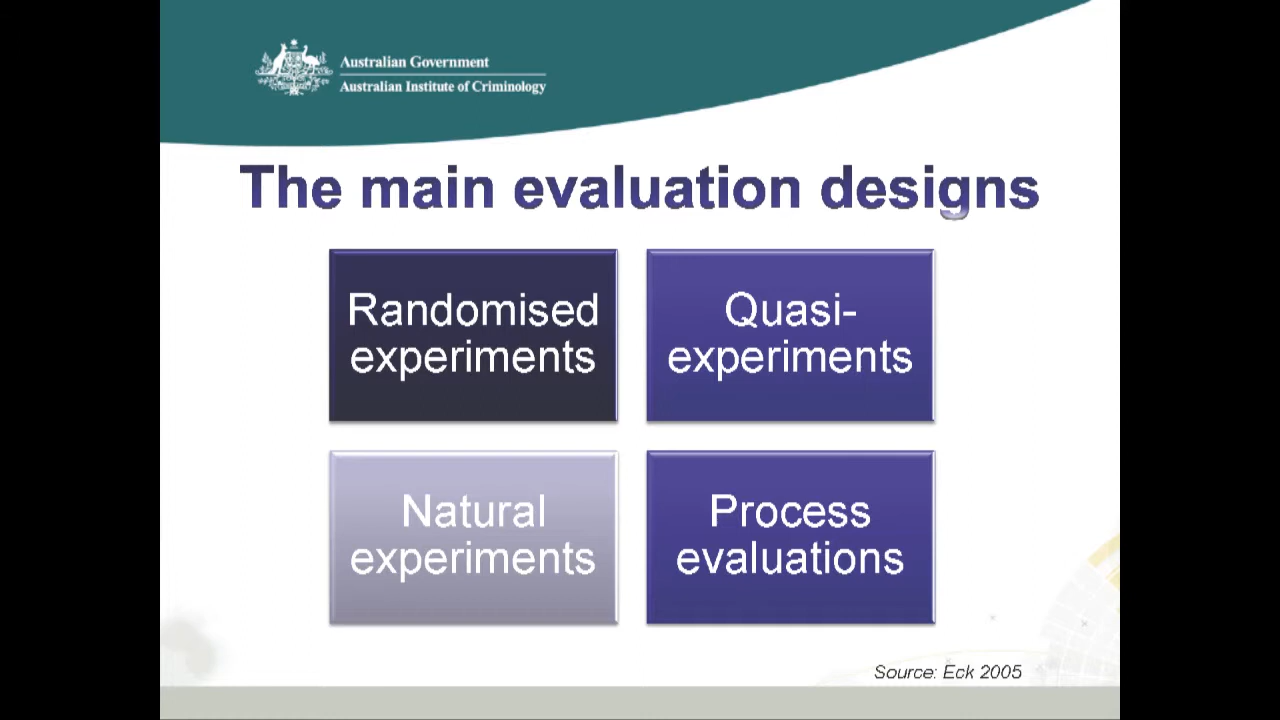 Australian Government
Australian Institute of Criminology
The main evaluation designs
Randomised
experiments
Quasi-
experiments
Natural
experiments
Process
evaluations
Source: Eck 2005